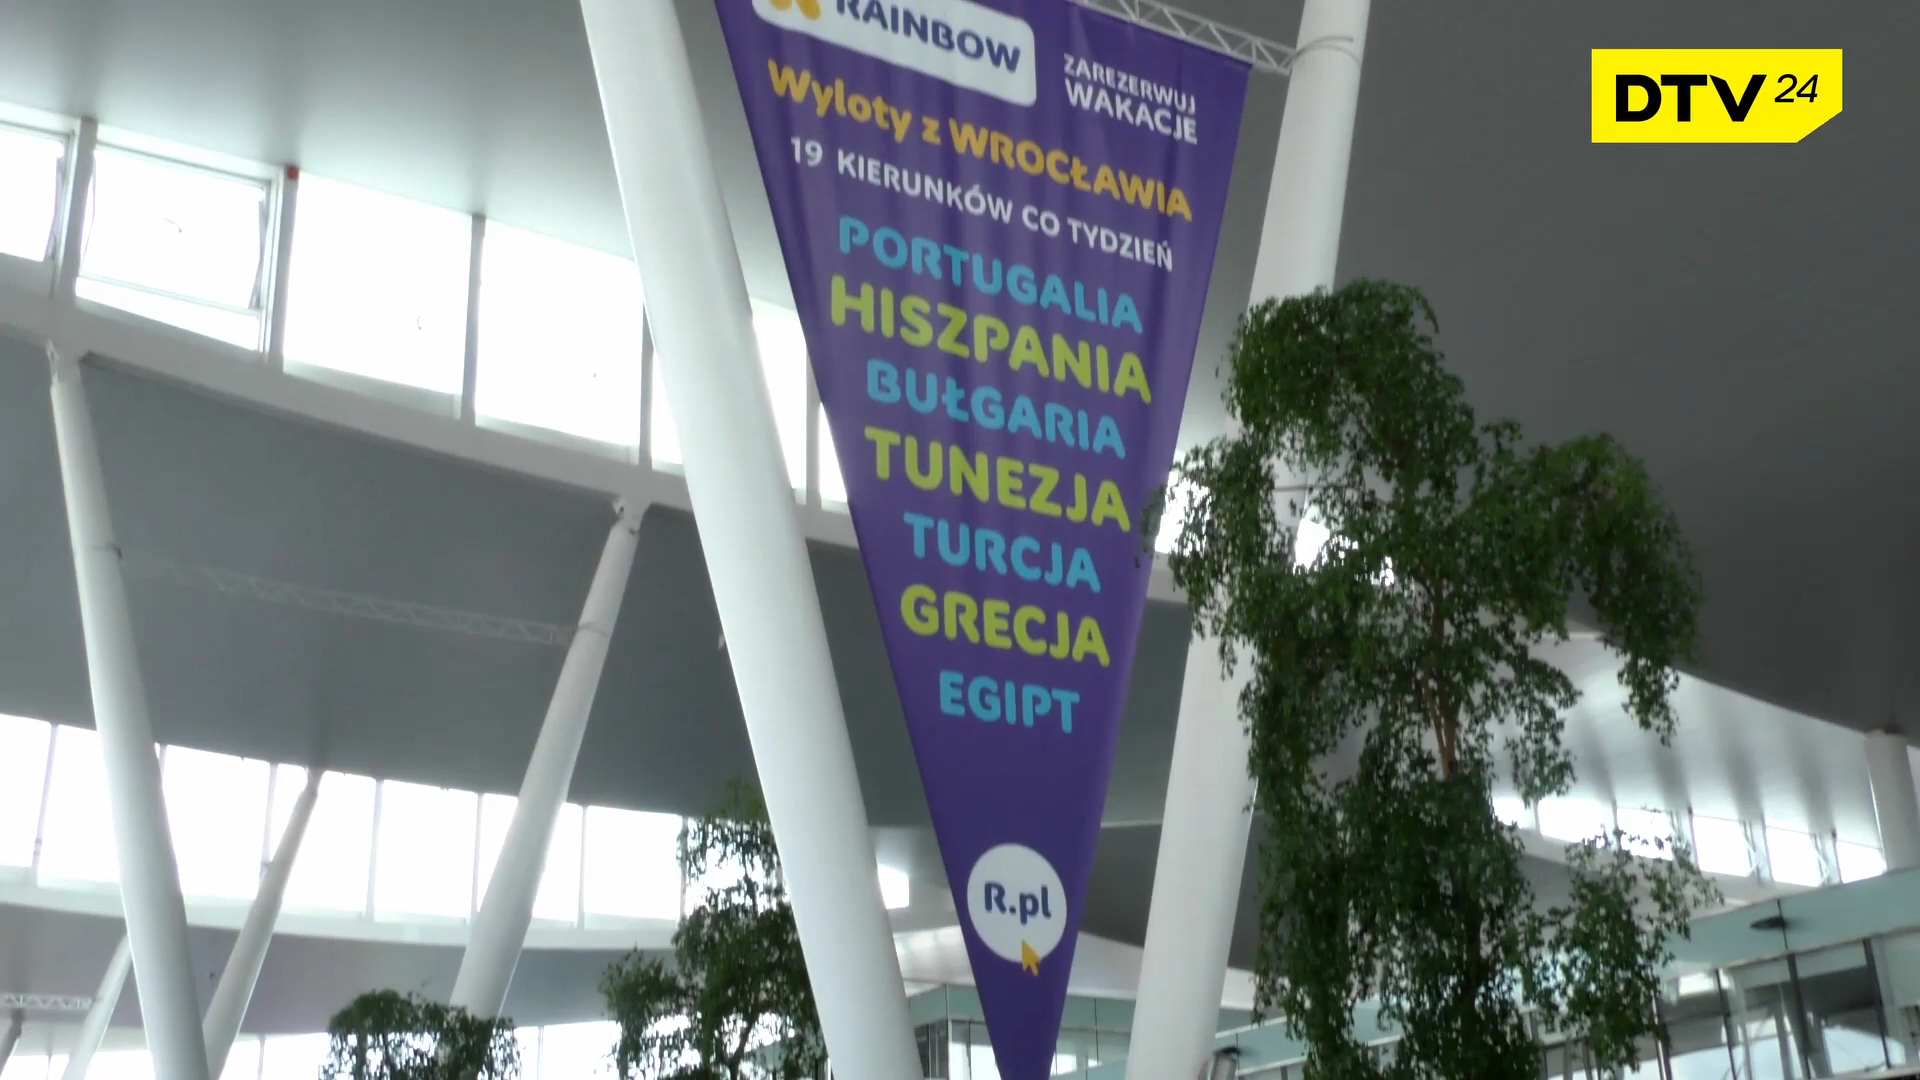 RAINBOW
ZAREZERWUJ
WAKACJE
Wyloty z WROCŁAWIA
19 KIERUNKÓW CO TYDZIEŃ
PORTUGALIA
HISZPANIA
BUŁGARIA
TUNEZJA
TURCJA
GRECJA
EGIPT
R.pl
DTV 24